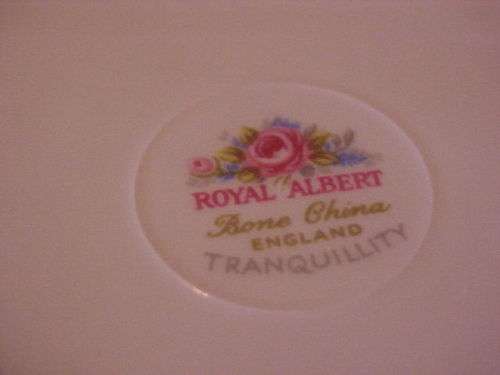 ROYAL ALBERT
Bone China
ENGLAND
TRANQUILLITY